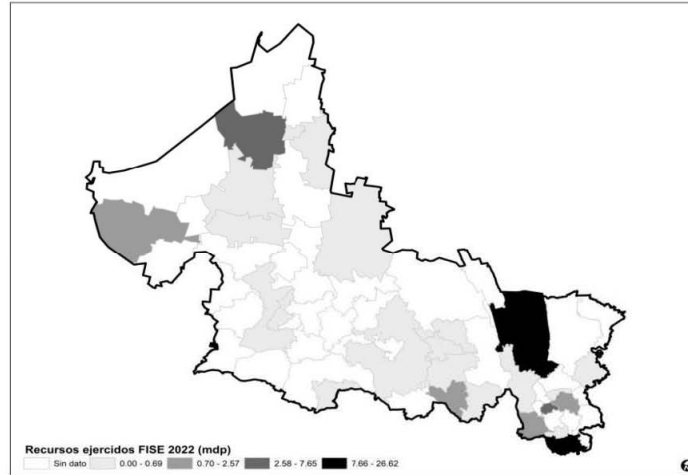 Recursos ejercidos FISE 2022 (mdp)
Sin dato 0.00 - 0.69 0.70 - 2.57 2.58 - 7.65 7.66 - 26.62